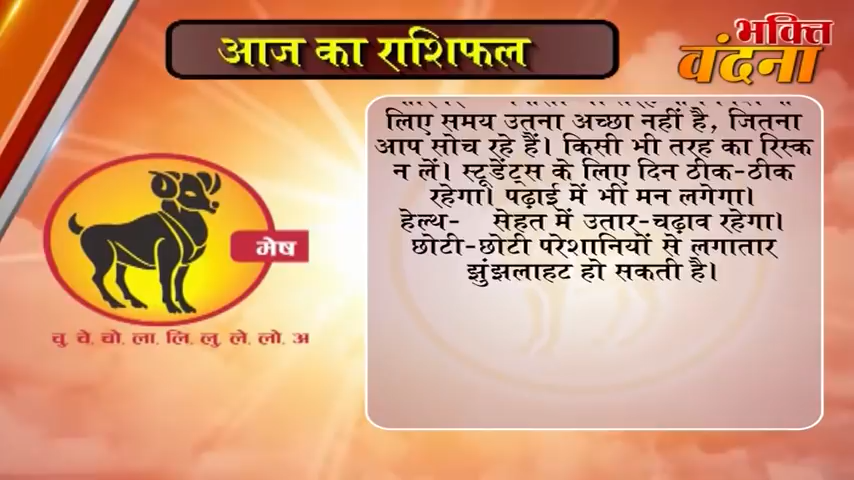 आज का राशिफल
भक्ति
वंदना
लिए समय उतना अच्छा नहीं है, जितना
आप सोच रहे हैं। किसी भी तरह का रिस्क
न लें। स्टूडेंट्स के लिए दिन ठीक-ठीक
रहेगा। पढ़ाई में भी मन लगेगा।
हेल्थ- सेहत में उतार-चढ़ाव रहेगा।
छोटी-छोटी परेशानियों से लगातार
झुंझलाहट हो सकती है।
मेष
चु, चे, चो, ला, लि, लु, ले, लो, अ